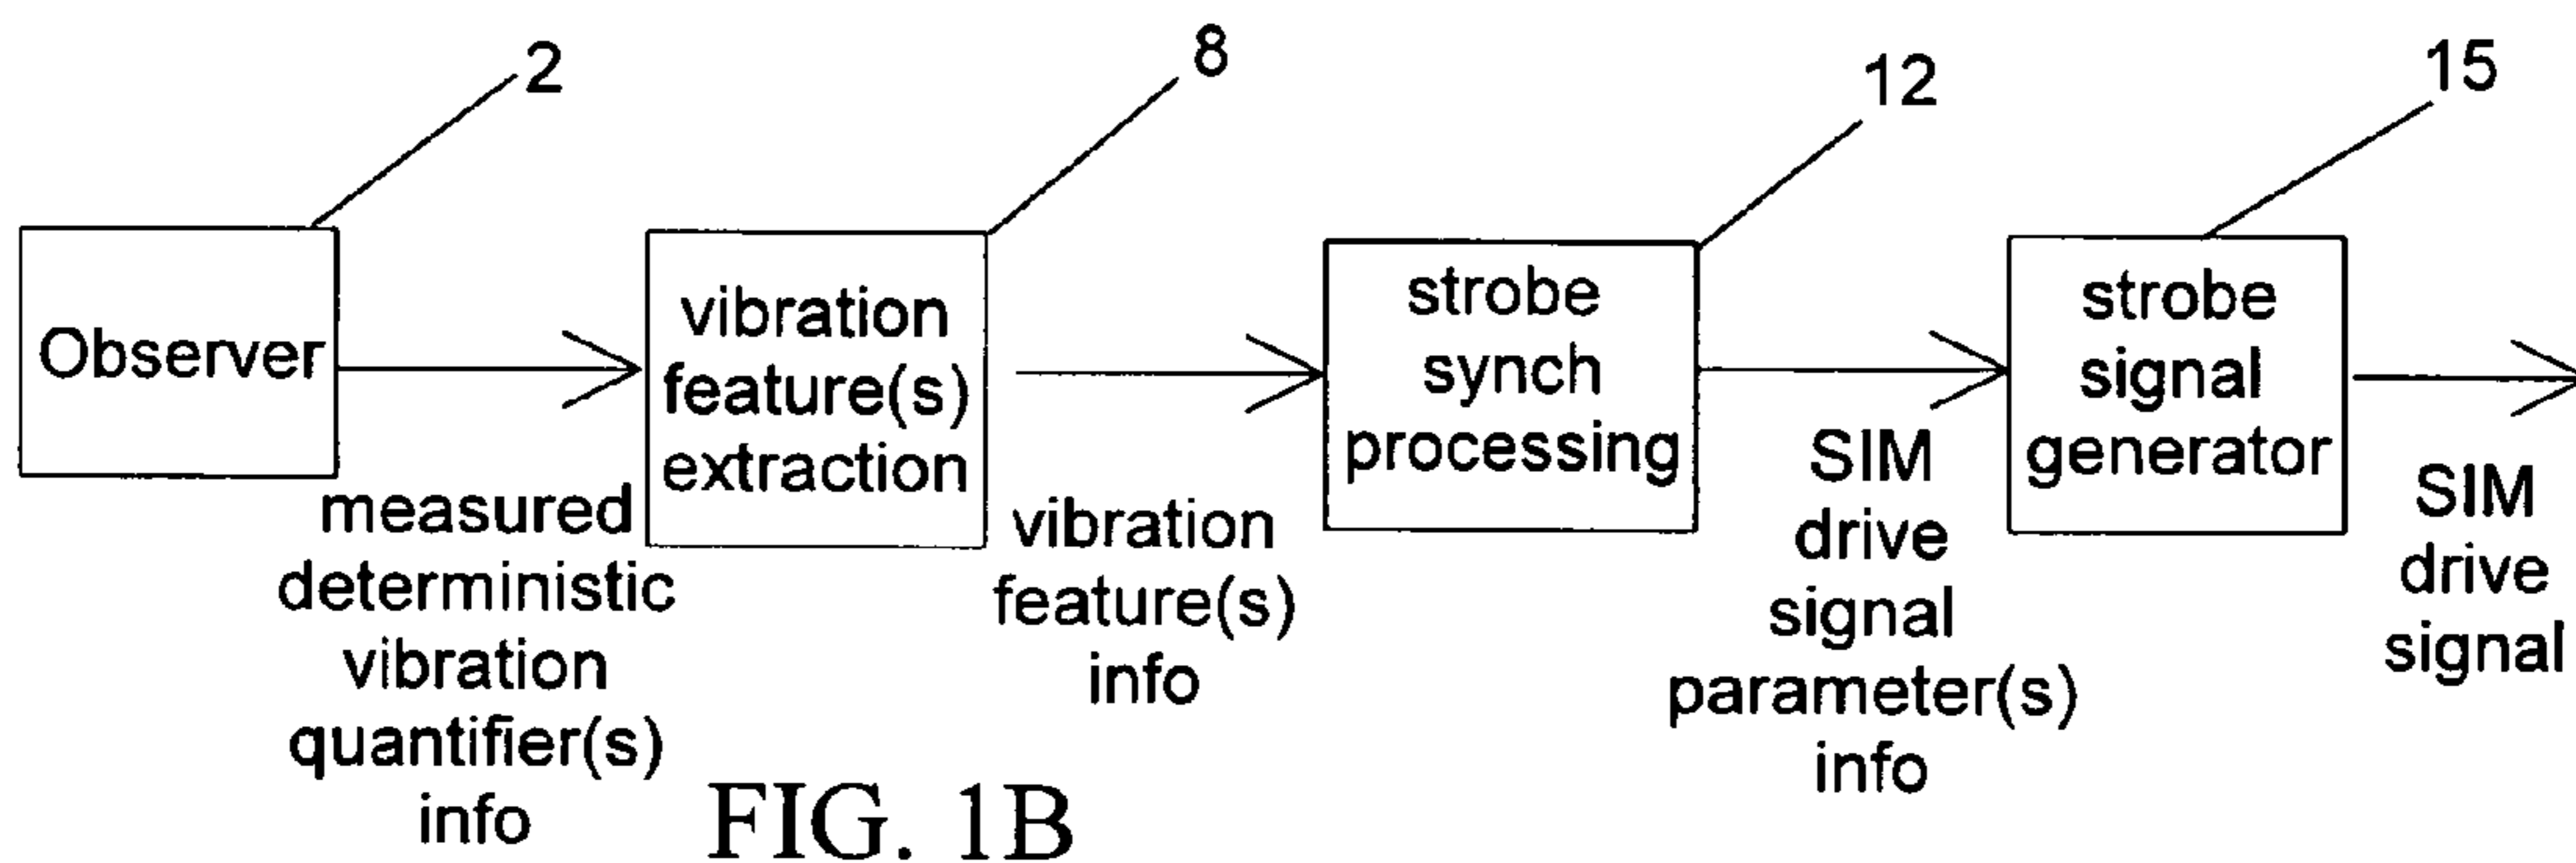 2
8
12
15
Observer
vibration
feature(s)
extraction
strobe
synch
processing
strobe
signal
generator
measured
deterministic
vibration
quantifier(s)
info
vibration
feature(s)
info
SIM
drive
signal
parameter(s)
info
SIM
drive
signal
FIG. 1B